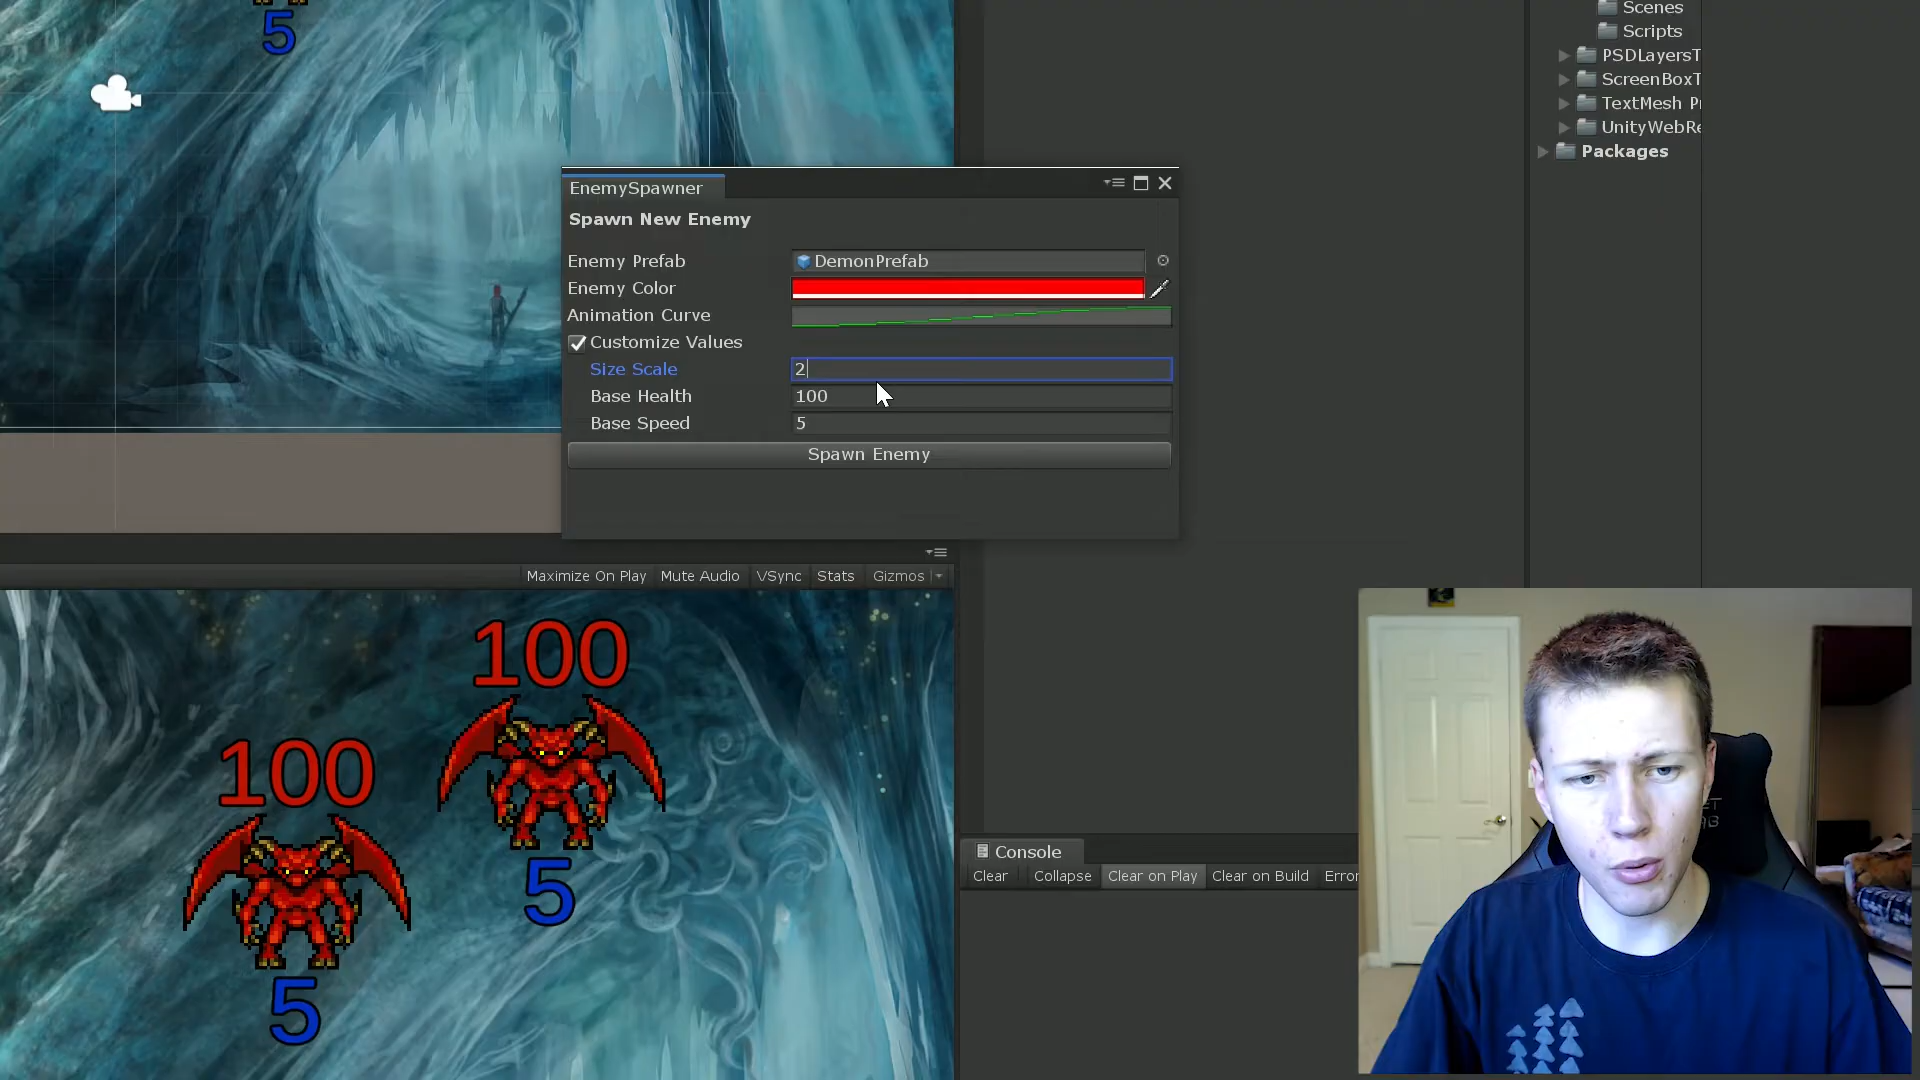 5
Scenes
Scripts
PSDLayersT
ScreenBoxT
TextMesh Pr
UnityWebRe
Packages
EnemySpawner
Spawn New Enemy
Enemy Prefab DemonPrefab
Enemy Color
Animation Curve
Customize Values
Size Scale 2
Base Health 100
Base Speed 5
Spawn Enemy
Maximize On Play Mute Audio VSync Stats Gizmos
100
5
100
5
Console
Clear Collapse Clear on Play Clear on Build Error